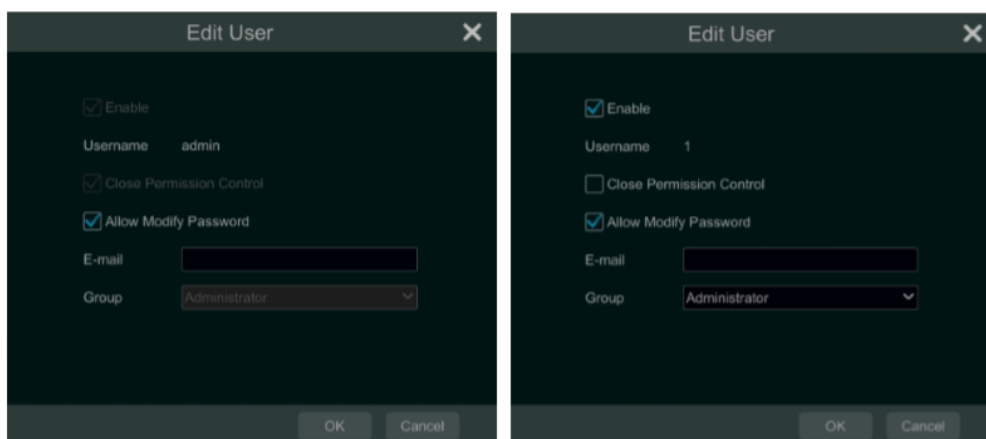 Edit User
Enable
Username admin
Close Permission Control
Allow Modify Password
E-mail
Group Administrator
OK Cancel
Edit User
Enable
Username 1
Close Permission Control
Allow Modify Password
E-mail
Group Administrator
OK Cancel